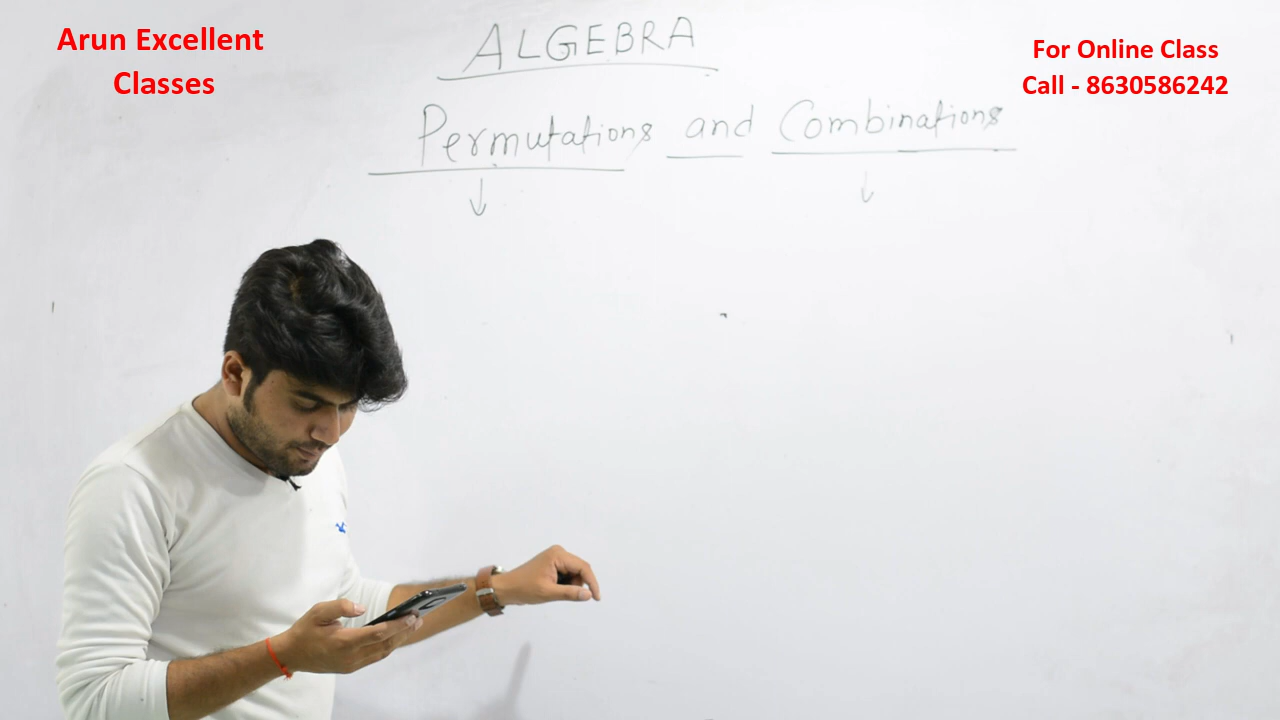 Arun Excellent
Classes
For Online Class
Call - 8630586242
ALGEBRA
Permutations and Combinations